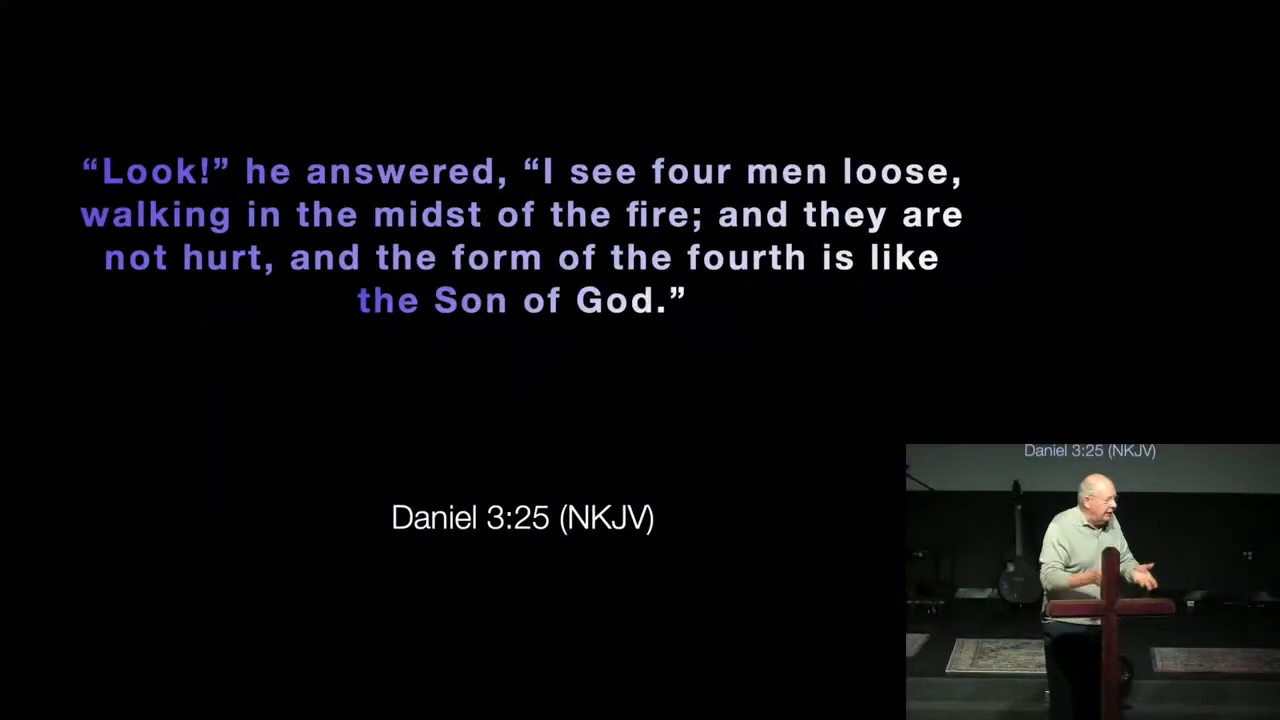 “Look!” he answered, “I see four men loose,
walking in the midst of the fire; and they are
not hurt, and the form of the fourth is like
the Son of God.”
Daniel 3:25 (NKJV)
Daniel 3:25 (NKJV)